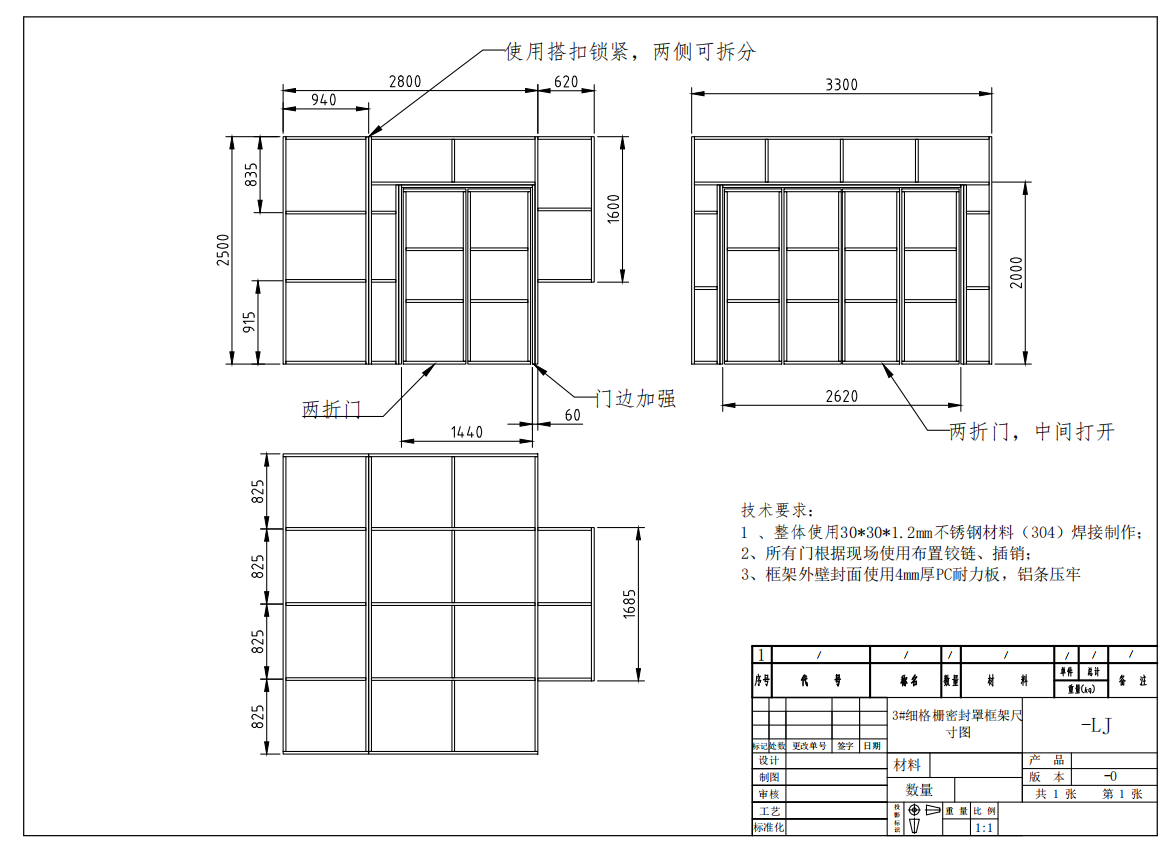 使用搭扣锁紧，两侧可拆分
2800
620
3300
940
835
2500
915
1600
2000
两折门
门边加强
60
1440
2620
两折门，中间打开
825
825
825
825
1685
技术要求：
1 、整体使用30*30*1.2mm不锈钢材料（304）焊接制作；
2、所有门根据现场使用布置铰链、插销；
3、框架外壁封面使用4mm厚PC耐力板，铝条压牢
1 / / / / / / /
序号 代 号 称名 数量 材 料 单件 总计 备 注
重量(kg)
3#细格栅密封罩框架尺
寸图
-LJ
标记 处数 更改单号 签字 日期
设计
制图
审核
工艺
标准化
材料
数量
产 品
版 本 -0
共 1 张 第 1 张
投影标识
重量 比例
1:1